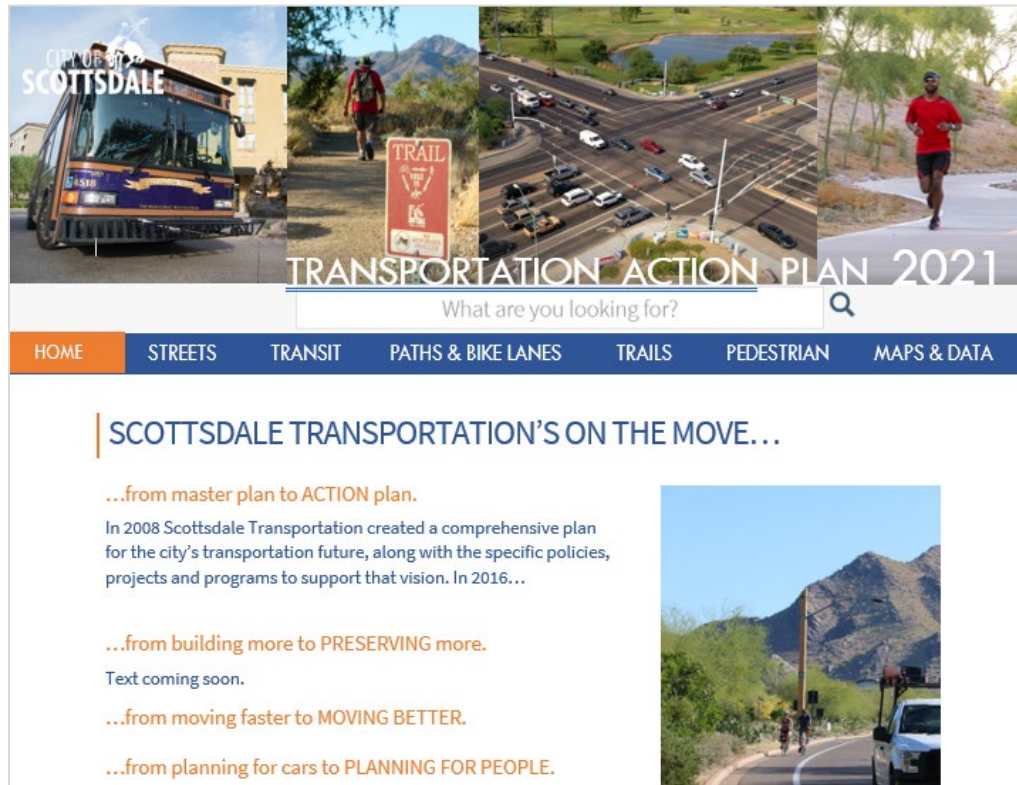 CITY OF
SCOTTSDALE
4518
TRAIL
TRANSPORTATION ACTION PLAN 2021
What are you looking for?
HOME STREETS TRANSIT PATHS & BIKE LANES TRAILS PEDESTRIAN MAPS & DATA
SCOTTSDALE TRANSPORTATION’S ON THE MOVE…
…from master plan to ACTION plan.
In 2008 Scottsdale Transportation created a comprehensive plan
for the city’s transportation future, along with the specific policies,
projects and programs to support that vision. In 2016…
…from building more to PRESERVING more.
Text coming soon.
…from moving faster to MOVING BETTER.
…from planning for cars to PLANNING FOR PEOPLE.